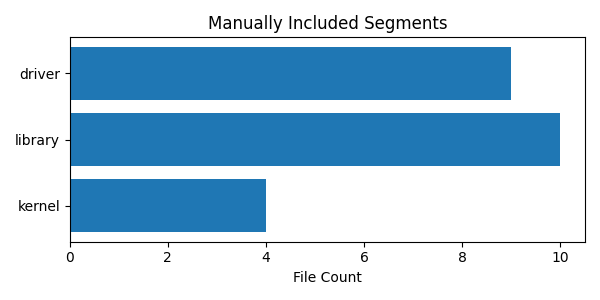 Manually Included Segments
driver
library
kernel
0 2 4 6 8 10
File Count